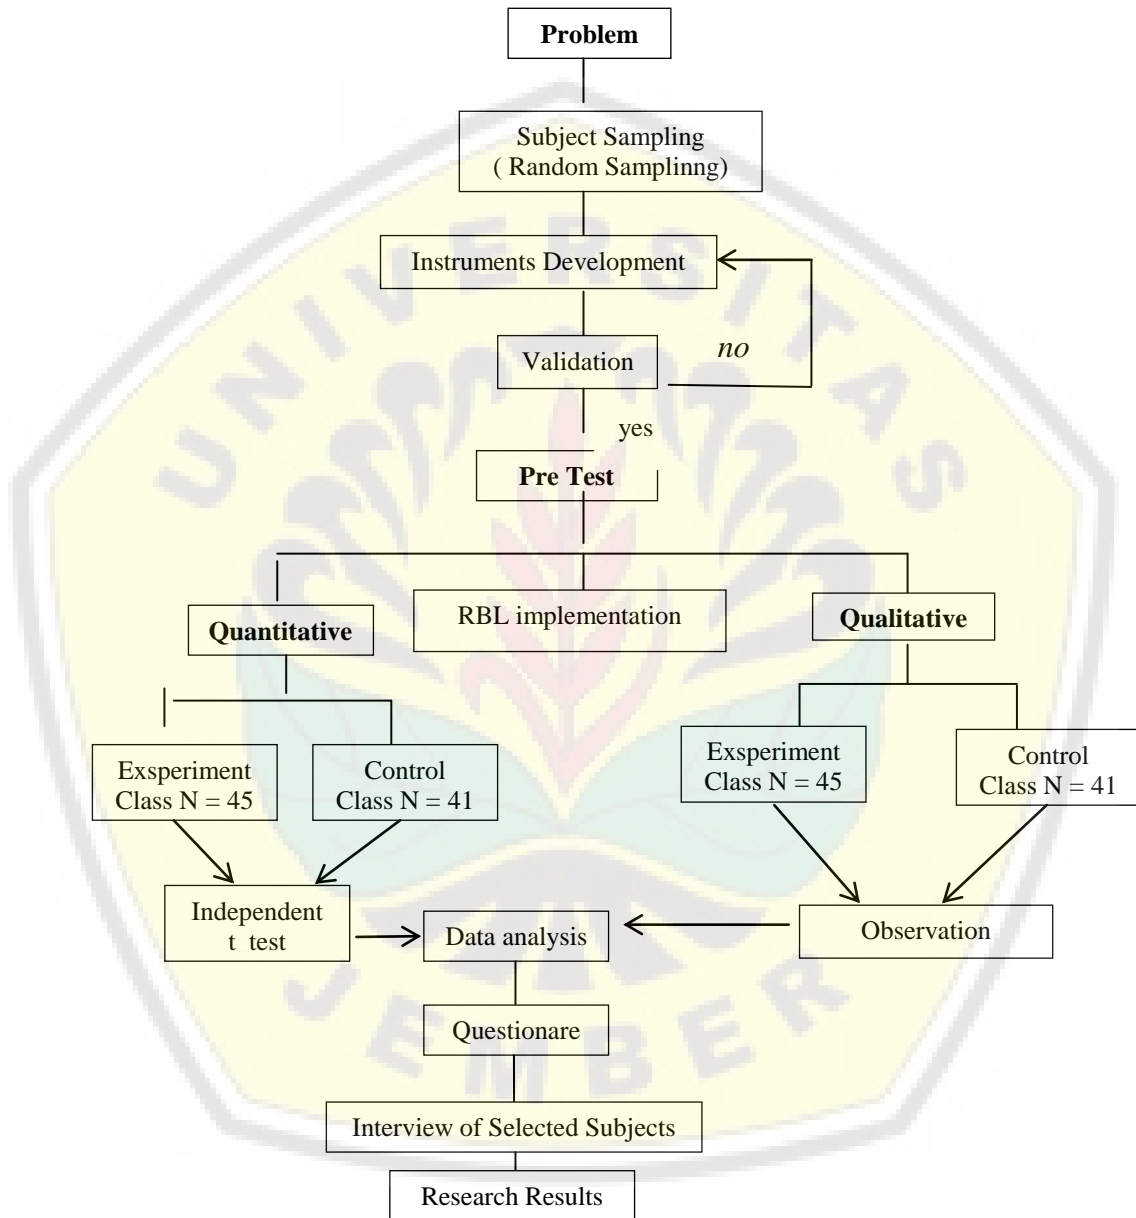 Problem
Subject Sampling
( Random Samplinng)
Instruments Development
Validation
no
yes
Pre Test
Quantitative
RBL implementation
Qualitative
Exsperiment
Class N = 45
Control
Class N = 41
Exsperiment
Class N = 45
Control
Class N = 41
Independent
t test
Data analysis
Observation
Questionare
Interview of Selected Subjects
Research Results
UNIVERSITAS
JEMBER